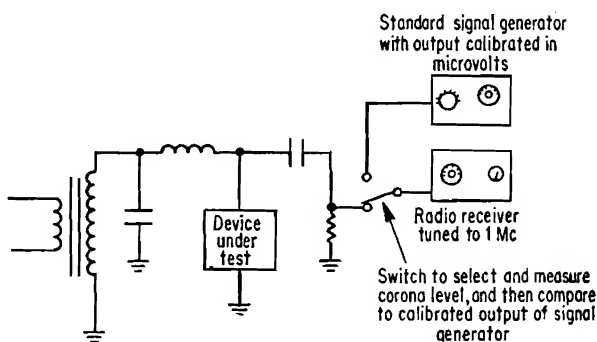 Standard signal generator
with output calibrated in
microvolts
Device
under
test
Radio receiver
tuned to 1 Mc
Switch to select and measure
corona level, and then compare
to calibrated output of signal
generator